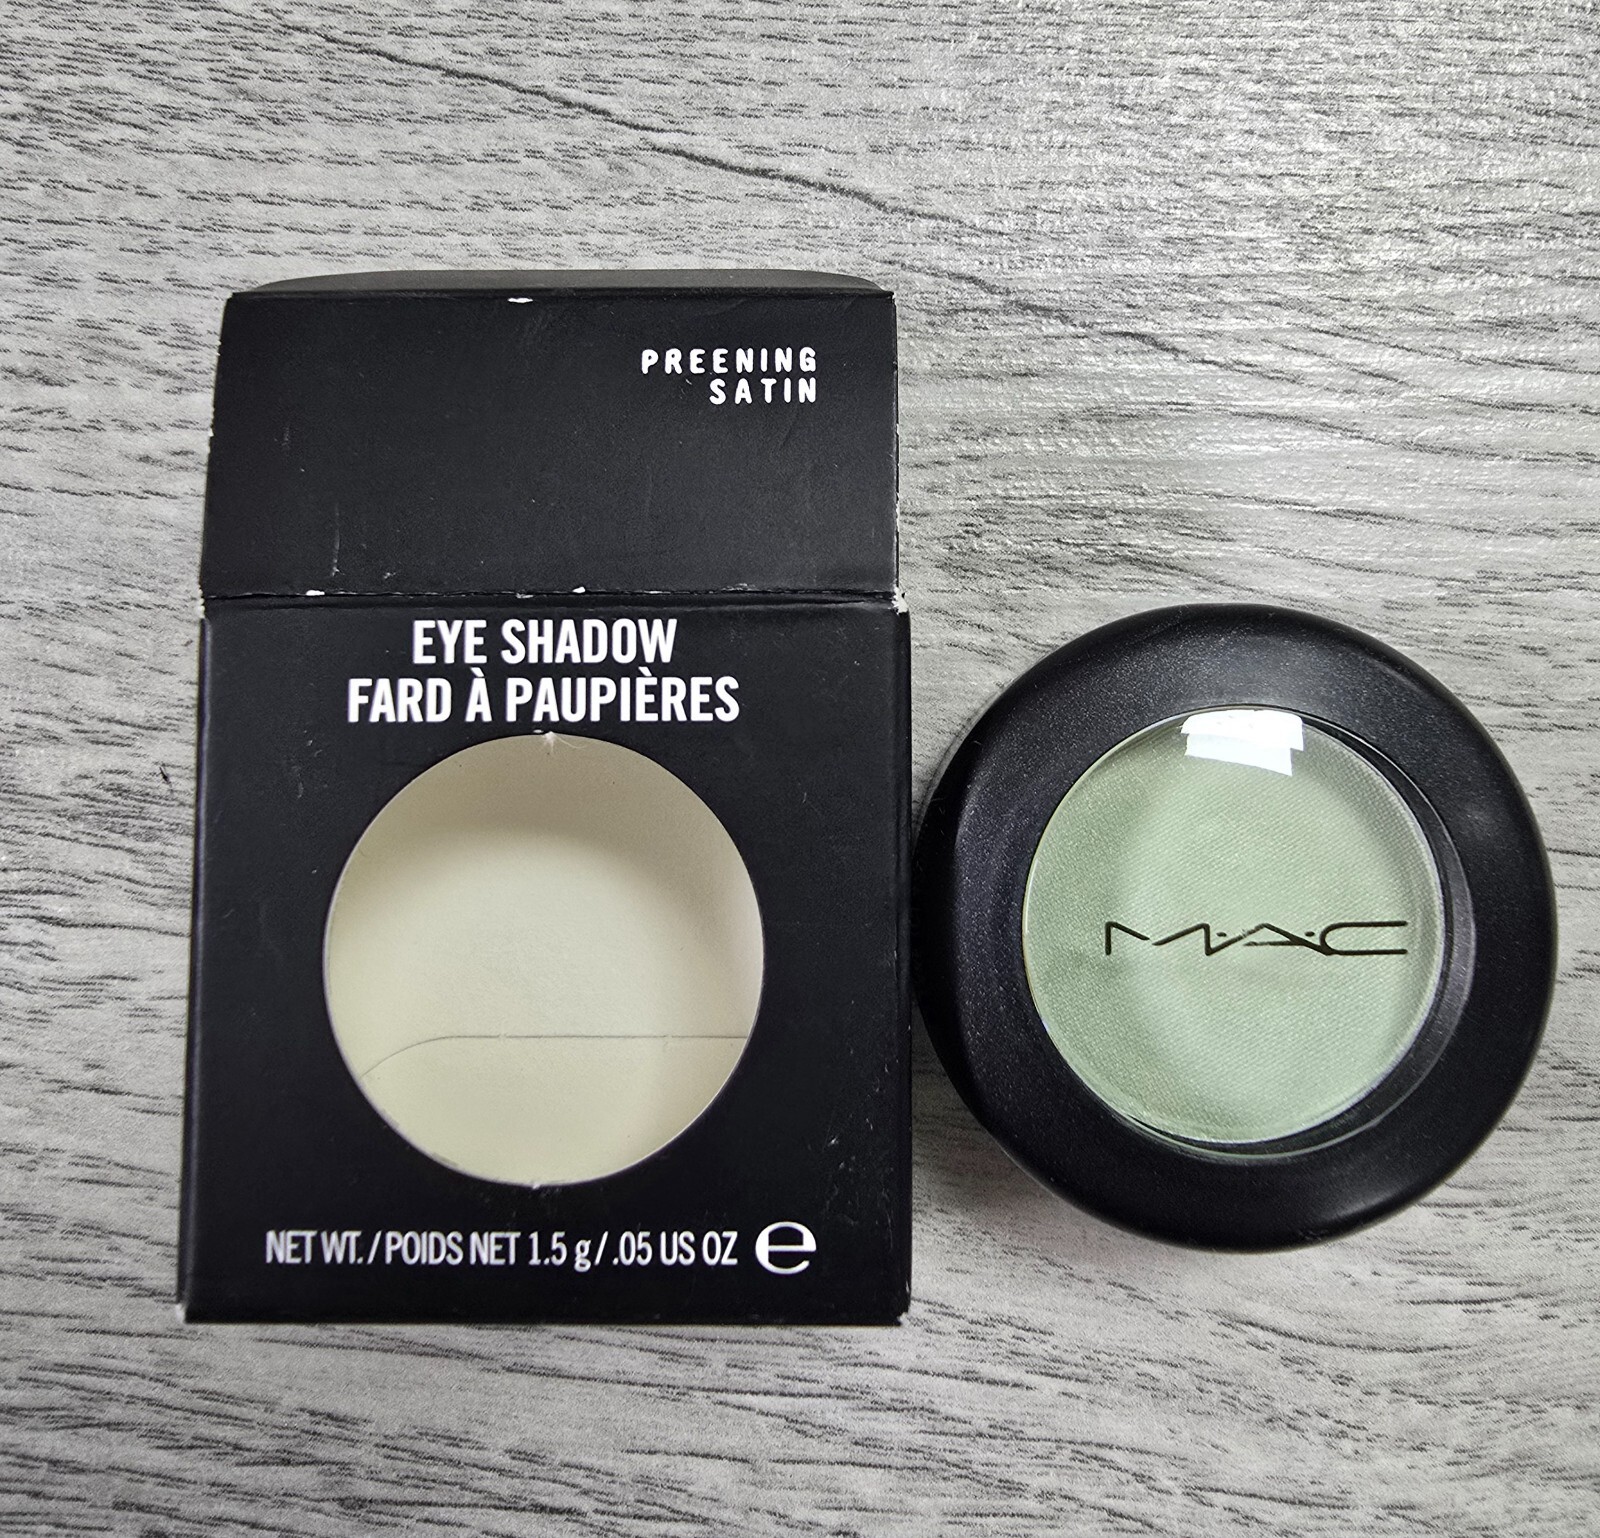 PREENING
SATIN
EYE SHADOW
FARD À PAUPIÈRES
NET WT. / POIDS NET 1.5 g / .05 US OZ e
M·A·C